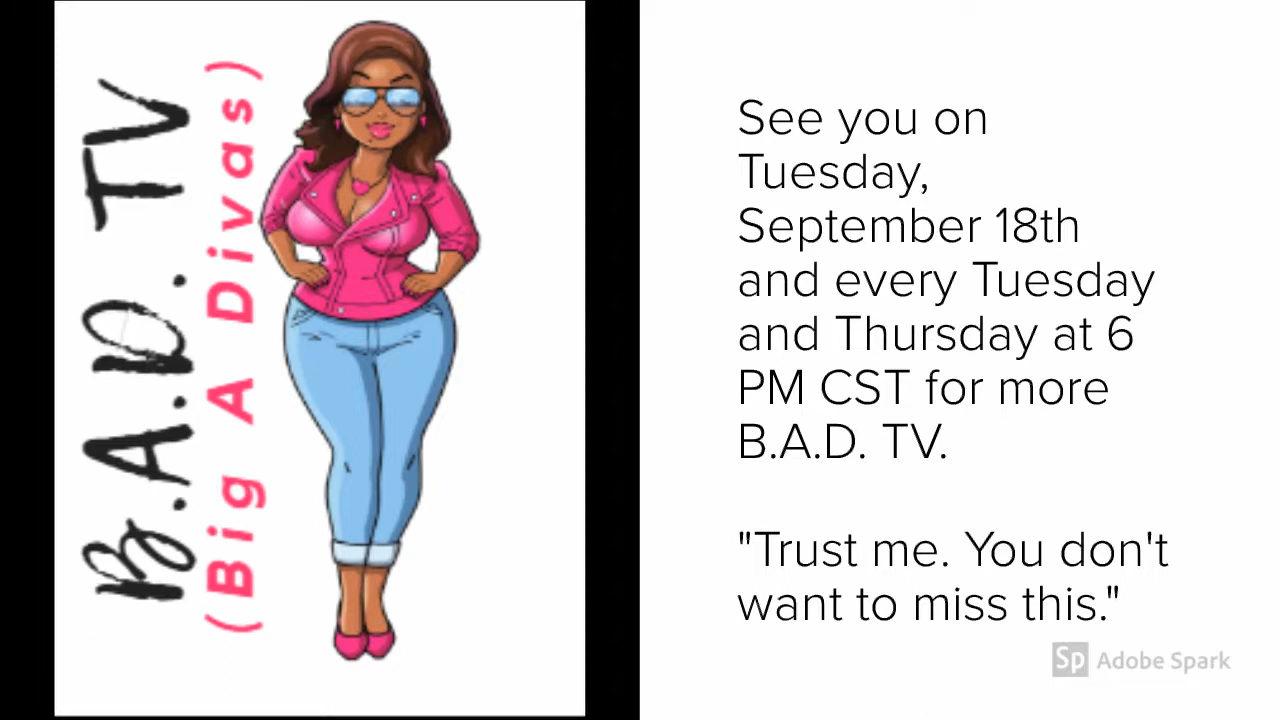 B.A.D. TV
(Big A Divas)
See you on
Tuesday,
September 18th
and every Tuesday
and Thursday at 6
PM CST for more
B.A.D. TV.
"Trust me. You don't
want to miss this."
Sp Adobe Spark